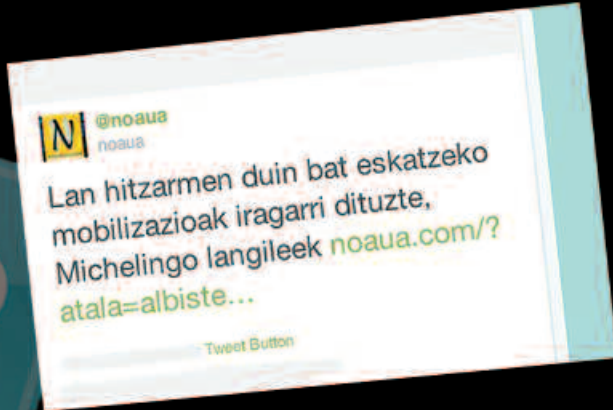 N
@noaua
noaua
Lan hitzarmen duin bat eskatzeko
mobilizazioak iragarri dituzte,
Michelingo langileek noaua.com/?
atala=albiste...
Tweet Button